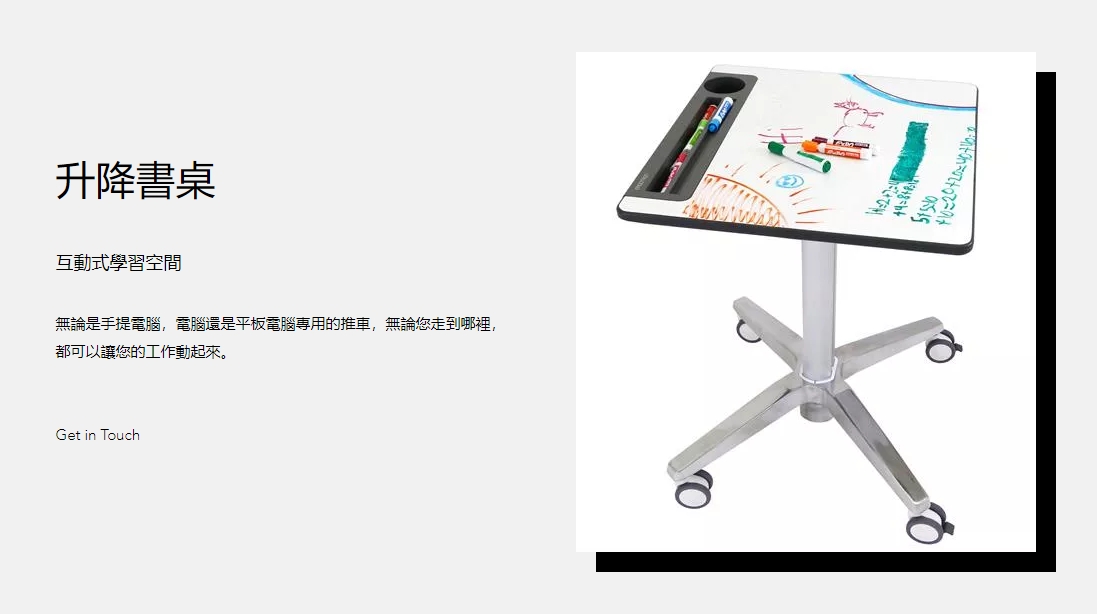 升降書桌
互動式學習空間
無論是手提電腦，電腦還是平板電腦專用的推車，無論您走到哪裡，
都可以讓您的工作動起來。
Get in Touch